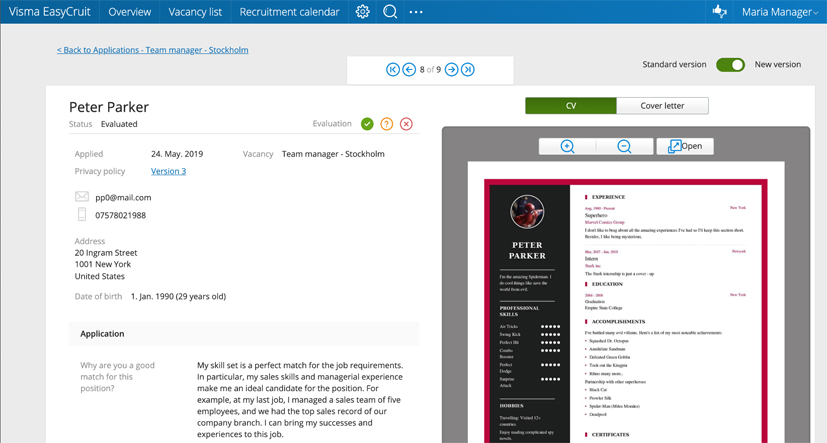 Visma EasyCruit Overview Vacancy list Recruitment calendar Maria Manager
< Back to Applications - Team manager - Stockholm
8 of 9
Standard version New version
Peter Parker
Status Evaluated Evaluation
Applied 24. May. 2019 Vacancy Team manager - Stockholm
Privacy policy Version 3
pp0@mail.com
07578021988
Address
20 Ingram Street
1001 New York
United States
Date of birth 1. Jan. 1990 (29 years old)
Application
Why are you a good
match for this
position?
My skill set is a perfect match for the job requirements.
In particular, my sales skills and managerial experience
make me an ideal candidate for the position. For
example, at my last job, I managed a sales team of five
employees, and we had the top sales record of our
company branch. I can bring my successes and
experiences to this job.
CV Cover letter
Open
PETER
PARKER
I'm the amazing Spiderman. I
do cool things like save the
world from evil.
PROFESSIONAL
SKILLS
Air Tricks
Swing Kick
Perfect Hit
Combo
Booster
Perfect
Dodge
Surprise
Attack
HOBBIES
Travelling: Visited 12+
countries.
Enjoy reading complicated spy
novels.
EXPERIENCE
Aug, 1990 - Present New York
Superhero
Marvel Comics Group
I don't like to brag about all the amazing experiences I've had so I'll keep this section short.
Besides, I like being mysterious.
Intern
Stark Inc.
The Stark internship is just a cover - up
EDUCATION
New York
Graduation
Empire State College
ACCOMPLISHMENTS
I've battled many evil villains. Here's a list of my most notable achievements:
Squashed Dr. Octopus
Annihilate Sandman
Defeated Green Goblin
Took out the Kingpin
Rhino many more..
Partnership with other superheroes
Black Cat
Prowler Silk
Spider-Man (Miles Morales)
Deadpool
CERTIFICATES